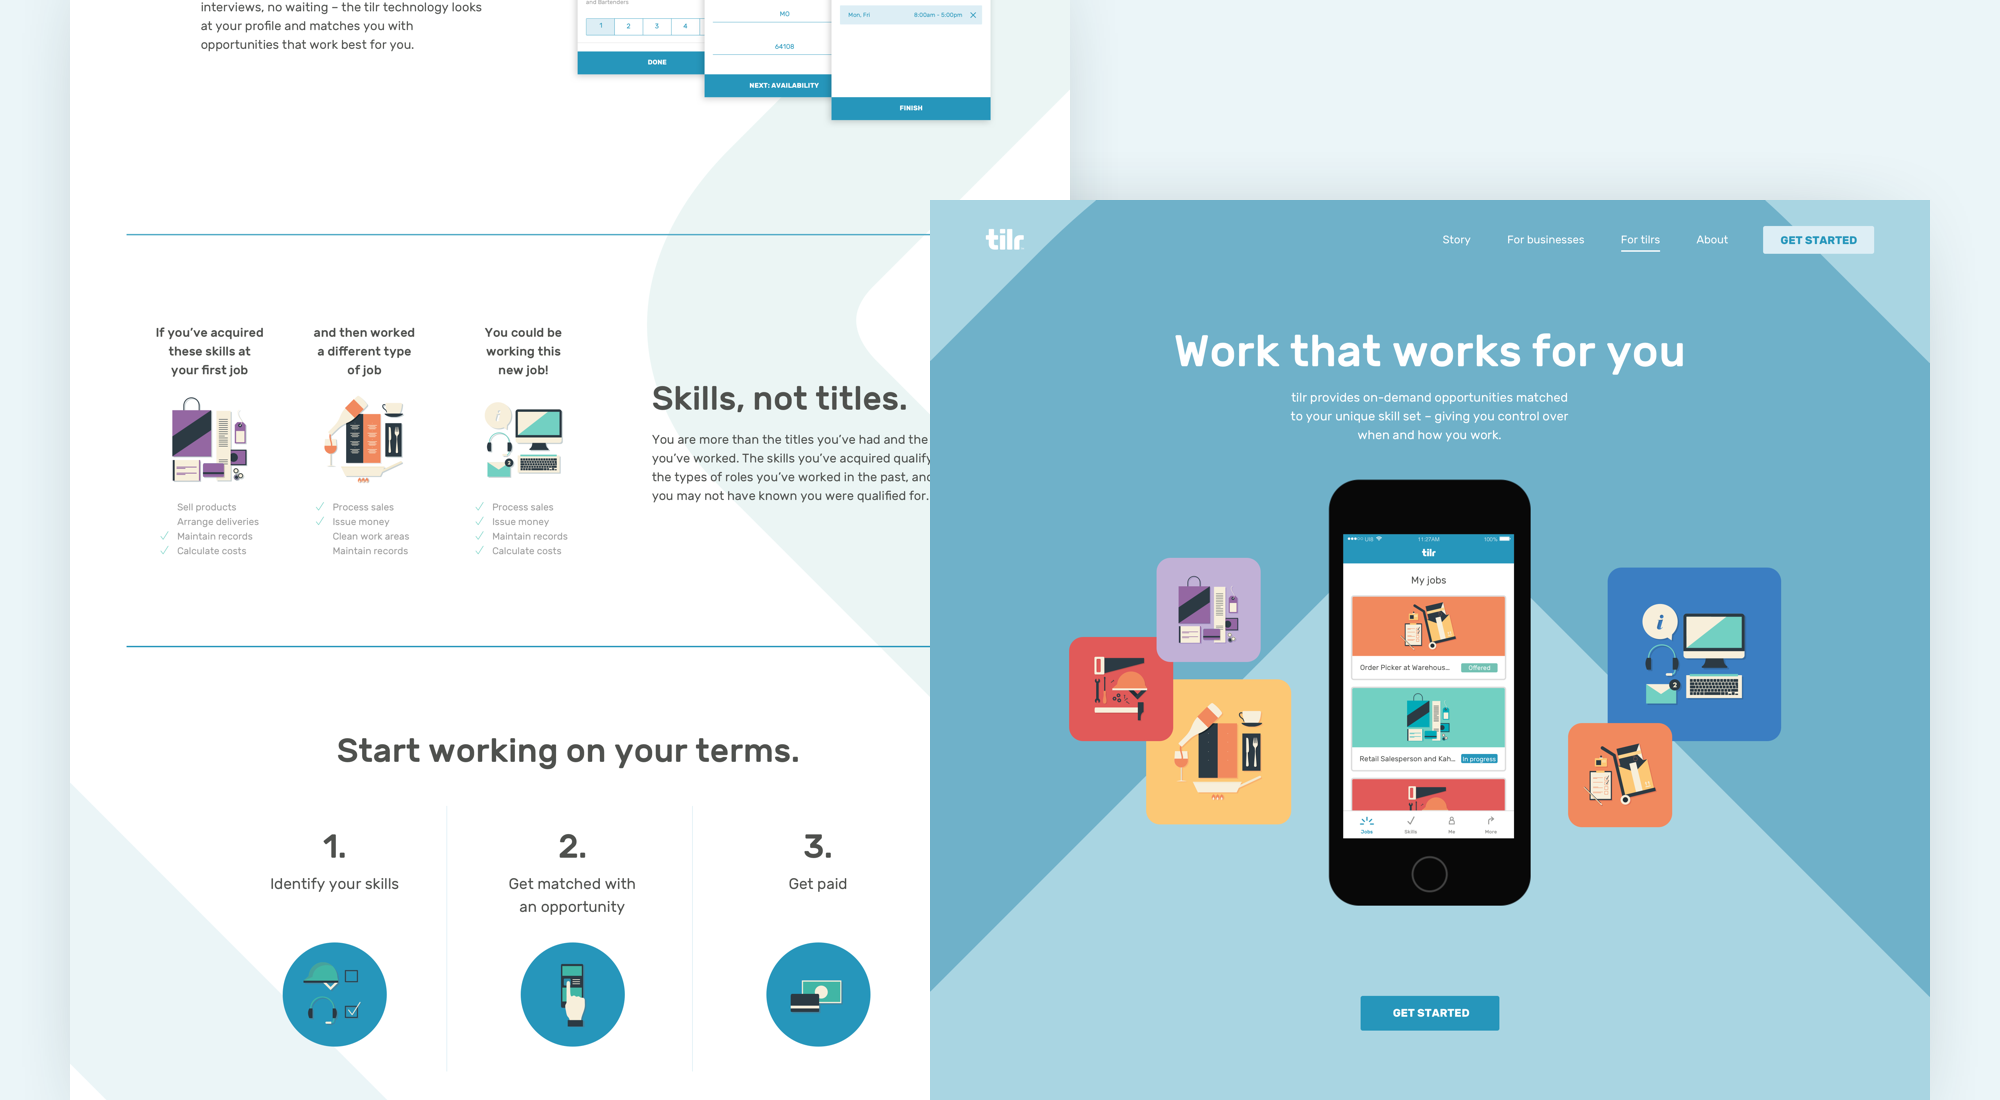 interviews, no waiting – the tilr technology looks
at your profile and matches you with
opportunities that work best for you.
and Bartenders
1 2 3 4
DONE
MO
64108
NEXT: AVAILABILITY
Mon, Fri 8:00am - 5:00pm
FINISH
If you’ve acquired
these skills at
your first job
and then worked
a different type
of job
You could be
working this
new job!
i
3
Sell products
Arrange deliveries
Maintain records
Calculate costs
Process sales
Issue money
Clean work areas
Maintain records
Process sales
Issue money
Maintain records
Calculate costs
Skills, not titles.
You are more than the titles you’ve had and the
you’ve worked. The skills you’ve acquired qualify
the types of roles you’ve worked in the past, and
you may not have known you were qualified for.
Start working on your terms.
1.
Identify your skills
2.
Get matched with
an opportunity
3.
Get paid
tilr
Story
For businesses
For tilrs
About
GET STARTED
Work that works for you
tilr provides on-demand opportunities matched
to your unique skill set – giving you control over
when and how you work.
11:27AM 100%
tilr
My jobs
Order Picker at Warehous... Offered
Retail Salesperson and Kah... In progress
Jobs Skills Me More
i
2
GET STARTED